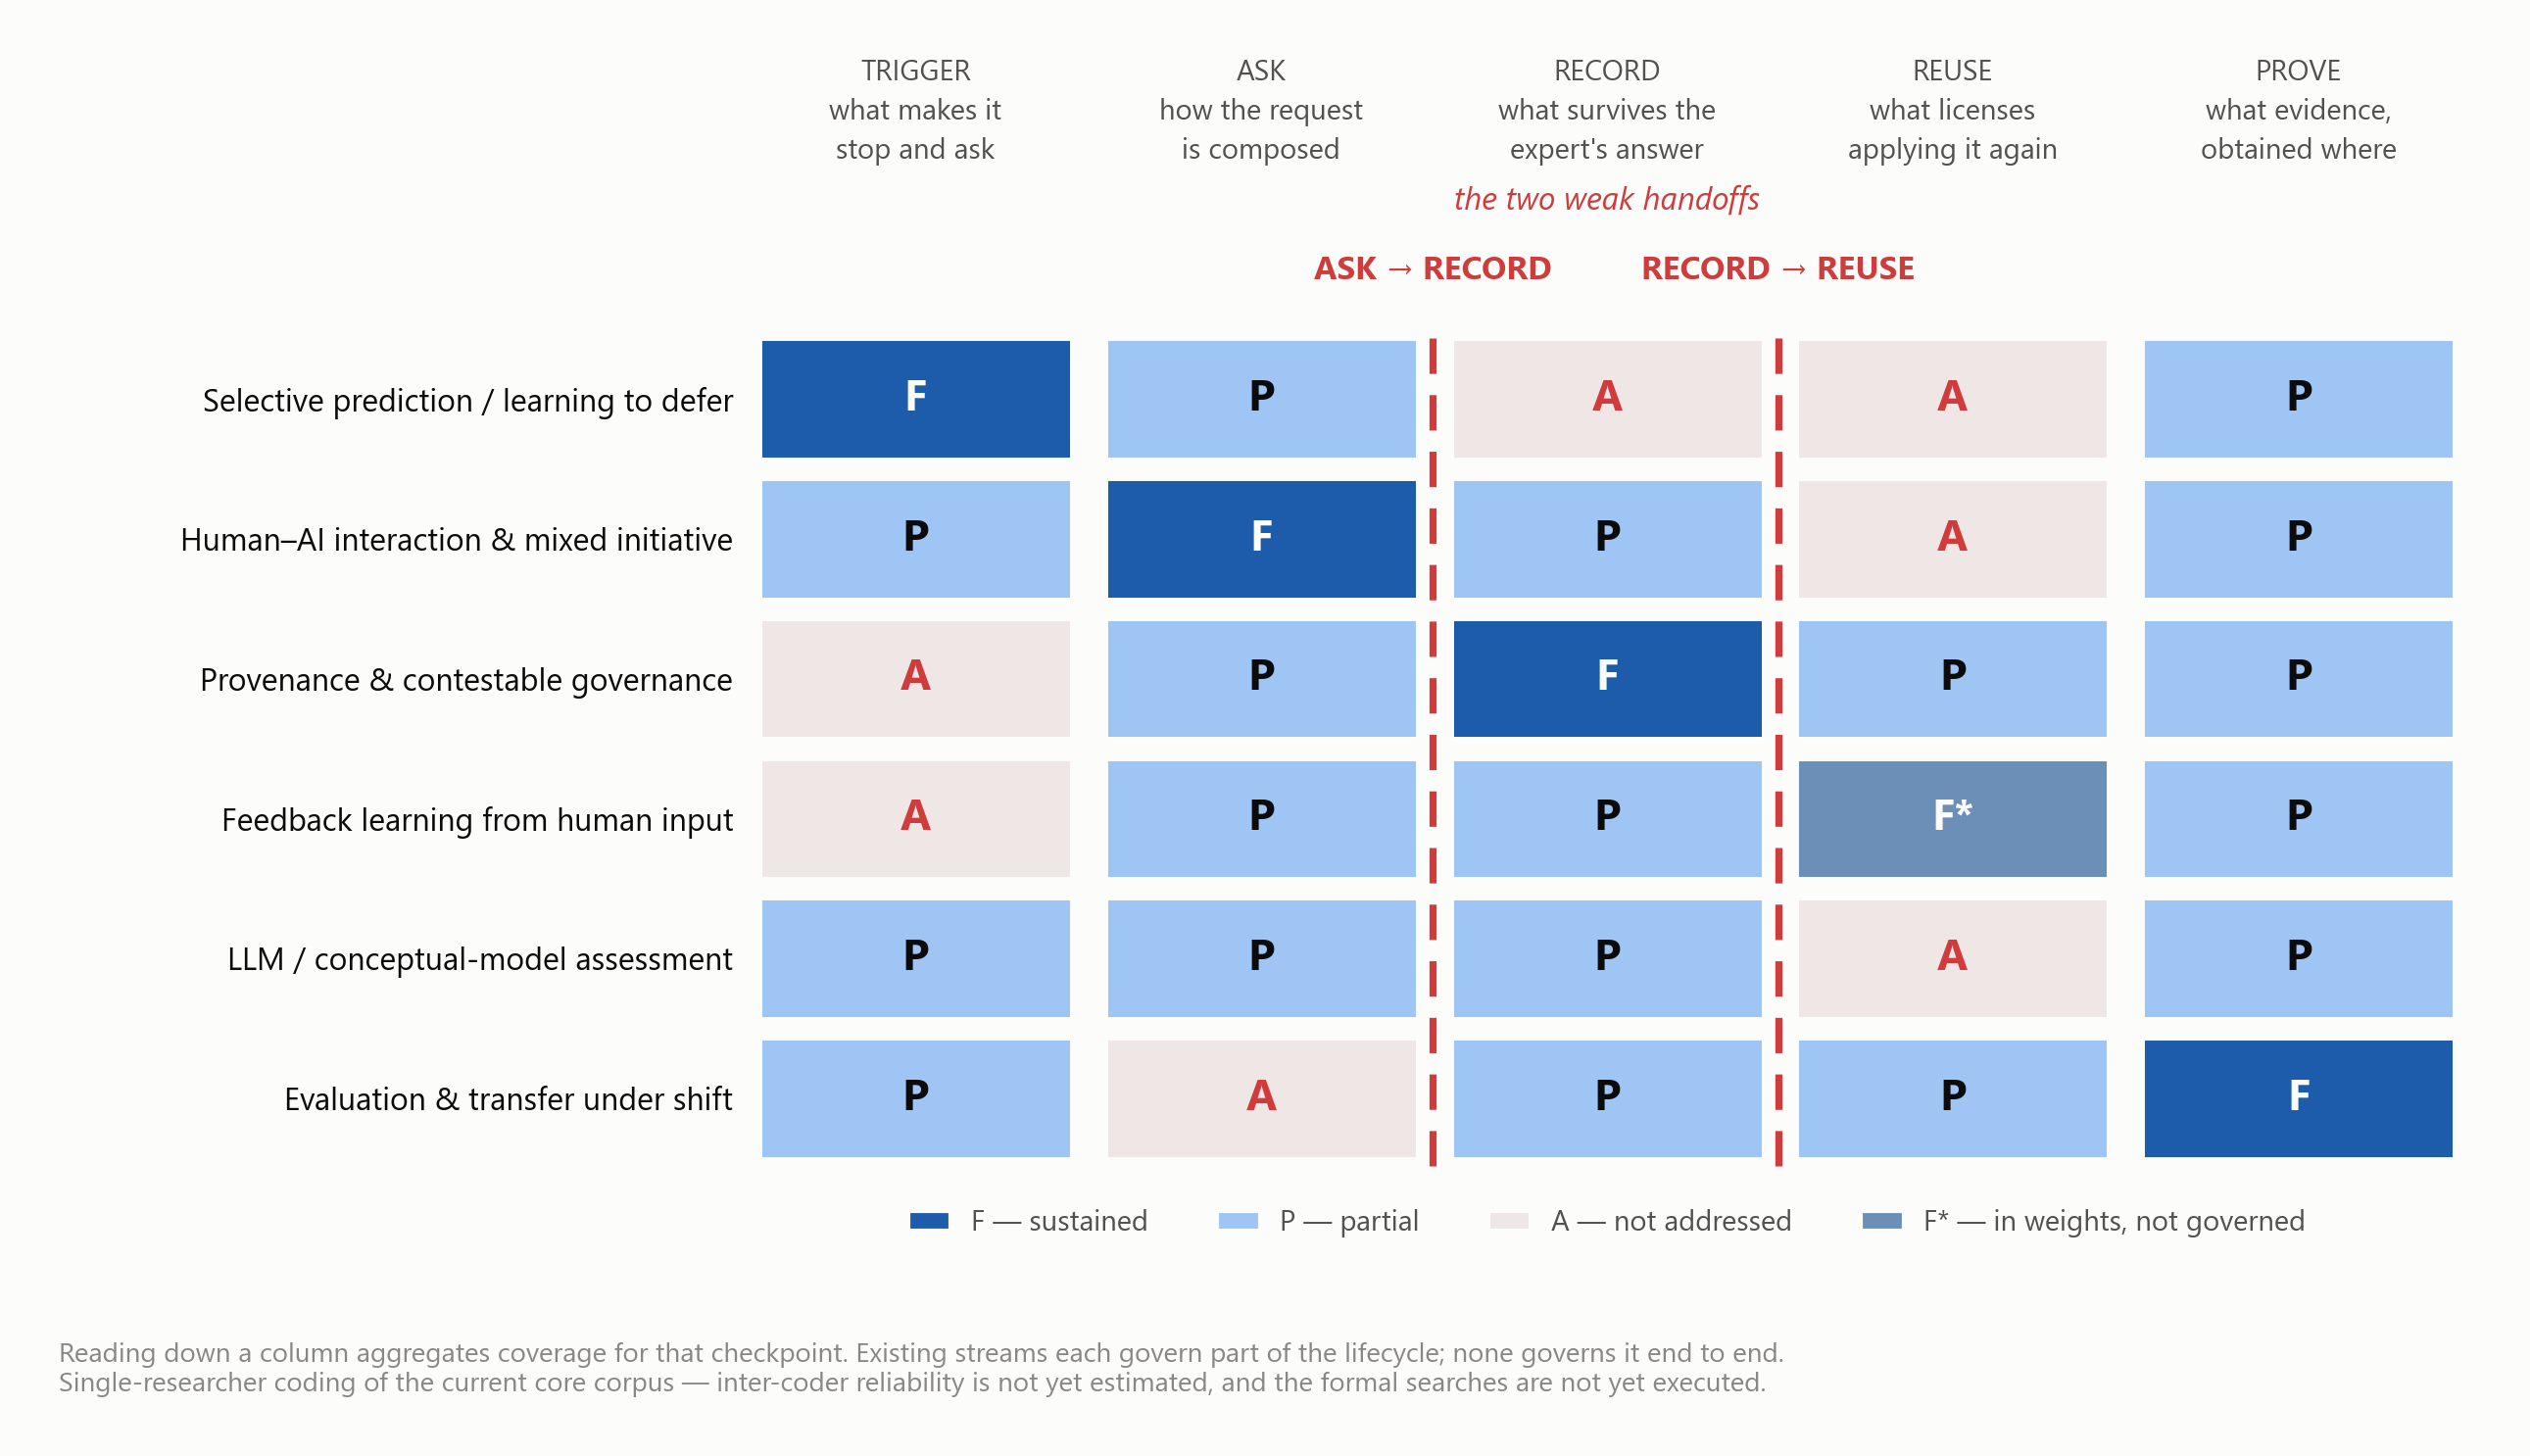 TRIGGER
what makes it
stop and ask
ASK
how the request
is composed
RECORD
what survives the
expert's answer
REUSE
what licenses
applying it again
PROVE
what evidence,
obtained where
the two weak handoffs
ASK → RECORD
RECORD → REUSE
Selective prediction / learning to defer
F
P
A
A
P
Human–AI interaction & mixed initiative
P
F
P
A
P
Provenance & contestable governance
A
P
F
P
P
Feedback learning from human input
A
P
P
F*
P
LLM / conceptual-model assessment
P
P
P
A
P
Evaluation & transfer under shift
P
A
P
P
F
F — sustained
P — partial
A — not addressed
F* — in weights, not governed
Reading down a column aggregates coverage for that checkpoint. Existing streams each govern part of the lifecycle; none governs it end to end.
Single-researcher coding of the current core corpus — inter-coder reliability is not yet estimated, and the formal searches are not yet executed.